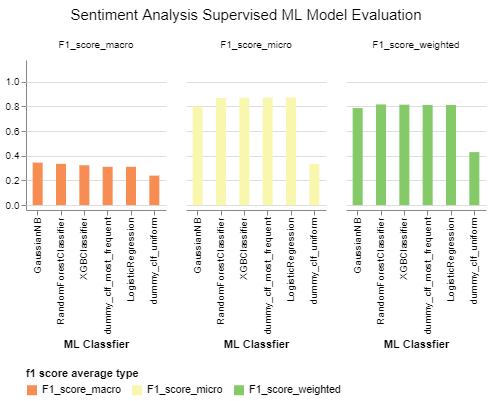 Sentiment Analysis Supervised ML Model Evaluation
F1_score_macro F1_score_micro F1_score_weighted
1.0
0.8
0.6
0.4
0.2
0.0
GaussianNB RandomForestClassifier XGBClassifier dummy_clf_most_frequent LogisticRegression dummy_clf_uniform
GaussianNB RandomForestClassifier XGBClassifier dummy_clf_most_frequent LogisticRegression dummy_clf_uniform
GaussianNB RandomForestClassifier XGBClassifier dummy_clf_most_frequent LogisticRegression dummy_clf_uniform
ML Classfier ML Classfier ML Classfier
f1 score average type
F1_score_macro F1_score_micro F1_score_weighted